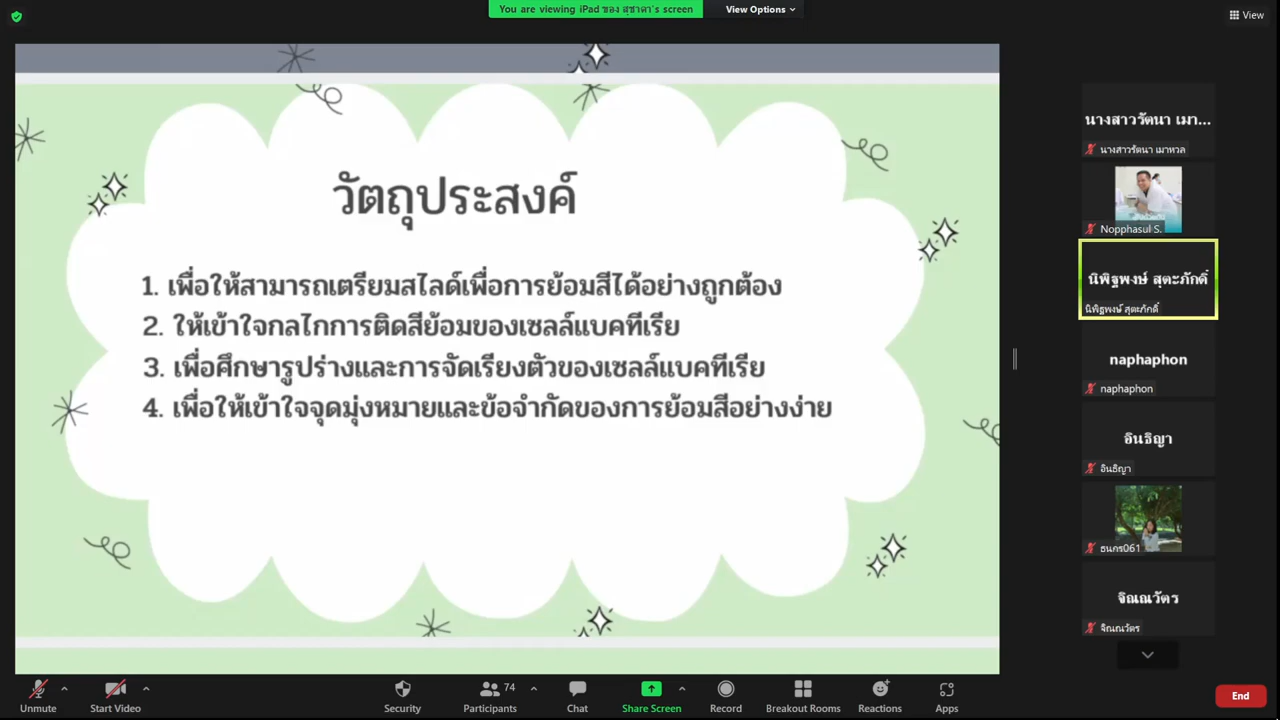 You are viewing iPad ของ สุชาดา's screen
View Options
View
วัตถุประสงค์
1. เพื่อให้สามารถเตรียมสไลด์เพื่อการย้อมสีได้อย่างถูกต้อง
2. ให้เข้าใจกลไกการติดสีย้อมของเซลล์แบคทีเรีย
3. เพื่อศึกษารูปร่างและการจัดเรียงตัวของเซลล์แบคทีเรีย
4. เพื่อให้เข้าใจจุดมุ่งหมายและข้อจำกัดของการย้อมสีอย่างง่าย
นางสาวรัตนา เมา...
นางสาวรัตนา เมาหวล
Nopphasul S.
นิพิฐพงษ์ สุตะภักดิ์
นิพิฐพงษ์ สุตะภักดิ์
naphaphon
naphaphon
อินธิญา
อินธิญา
ธนกร061
จิณณวัตร
จิณณวัตร
Unmute
Start Video
Security
74
Participants
Chat
Share Screen
Record
Breakout Rooms
Reactions
Apps
End